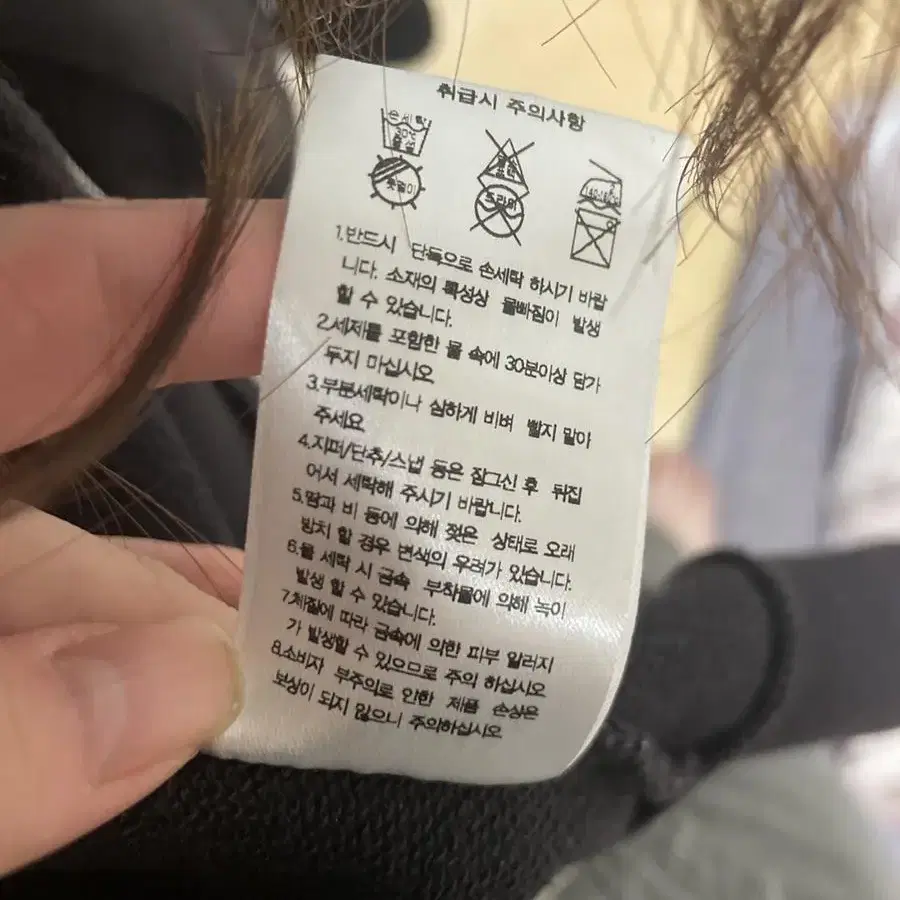 취급시 주의사항
손세탁
30℃
중성
옷걸이
염소
표백
드라이
140~160℃
1.반드시 단독으로 손세탁 하시기 바랍
니다. 소재의 특성상 물빠짐이 발생
할 수 있습니다.
2.세제를 포함한 물 속에 30분이상 담가
두지 마십시오
3.부분세탁이나 심하게 비벼 빨지 말아
주세요
4.지퍼/단추/스냅 등은 잠그신 후 뒤집
어서 세탁해 주시기 바랍니다.
5.땀과 비 등에 의해 젖은 상태로 오래
방치 할 경우 변색의 우려가 있습니다.
6.물 세탁 시 금속 부착물에 의해 녹이
발생 할 수 있습니다.
7.체질에 따라 금속에 의한 피부 알러지
가 발생할 수 있으므로 주의 하십시오
8.소비자 부주의로 인한 제품 손상은
보상이 되지 않으니 주의하십시오